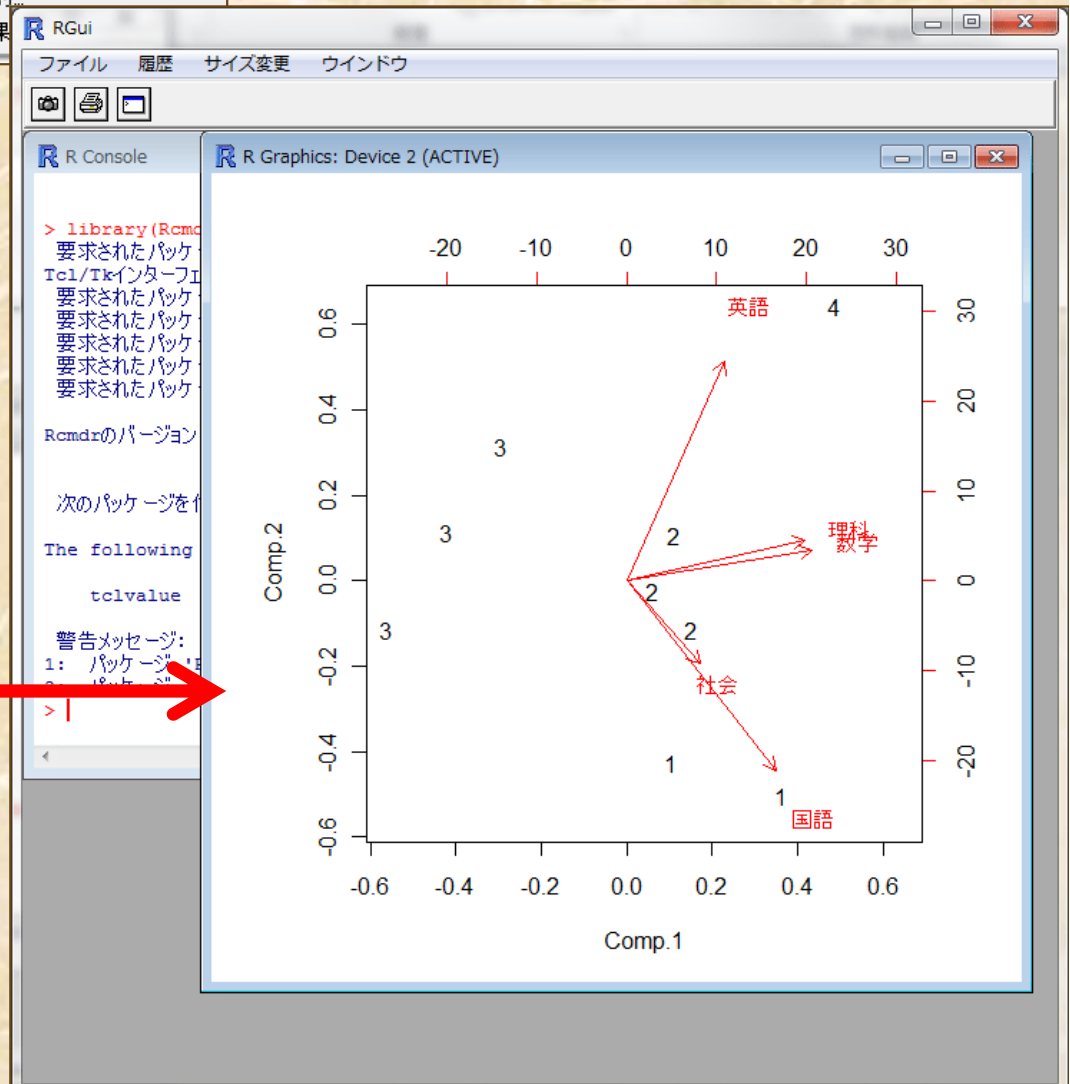 RGui
ファイル 履歴 サイズ変更 ウインドウ
R Console
> library(Rcmd
要求されたパッケ
Tcl/Tkインターフェ
要求されたパッケ
要求されたパッケ
要求されたパッケ
要求されたパッケ
要求されたパッケ
Rcmdrのバージョン
次のパッケージを付
The following
tclvalue
警告メッセージ:
1: パッケージ
>
R Graphics: Device 2 (ACTIVE)
-20 -10 0 10 20 30
英語 4
3
2
理科
数学
3
2
3 2
社会
1
1
国語
0.6
0.4
0.2
0.0
-0.2
-0.4
-0.6
Comp.2
30
20
10
0
-10
-20
-0.6 -0.4 -0.2 0.0 0.2 0.4 0.6
Comp.1